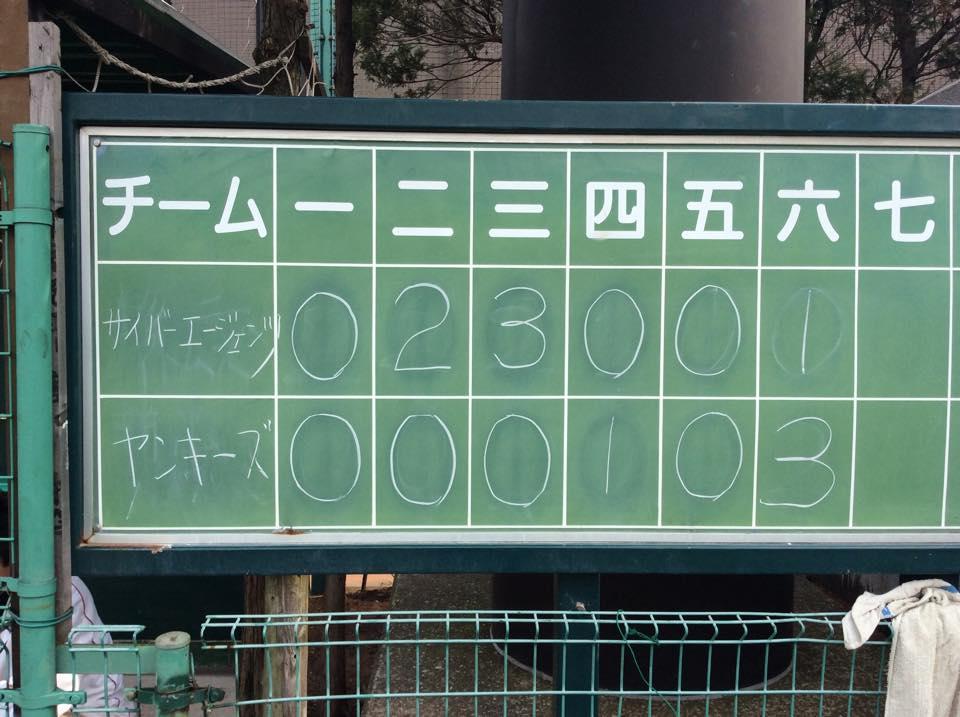 チーム 一 二 三 四 五 六 七
サイバーエージェンツ 0 2 3 0 0 1
ヤンキーズ 0 0 0 1 0 3